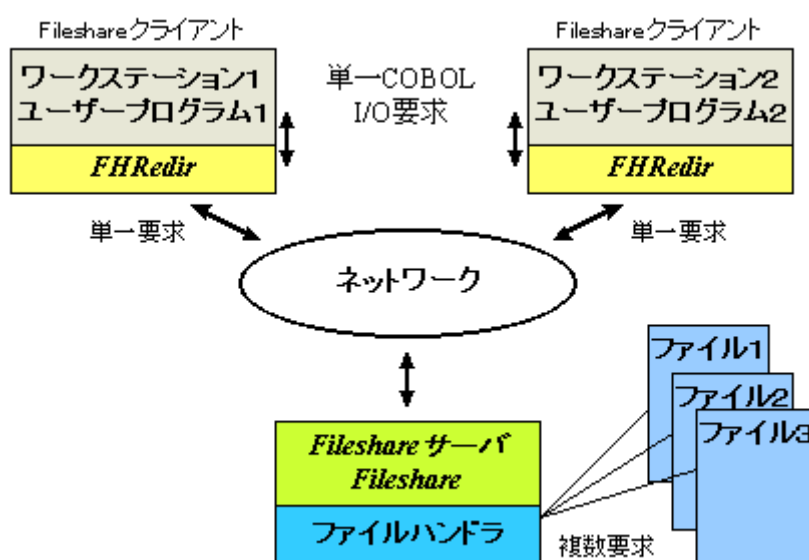 Fileshareクライアント
Fileshareクライアント
ワークステーション1
ユーザープログラム1
FHRedir
単一COBOL
I/O要求
ワークステーション2
ユーザープログラム2
FHRedir
単一要求
単一要求
ネットワーク
ファイル1
ファイル2
ファイル3
Fileshareサーバ
Fileshare
ファイルハンドラ
複数要求